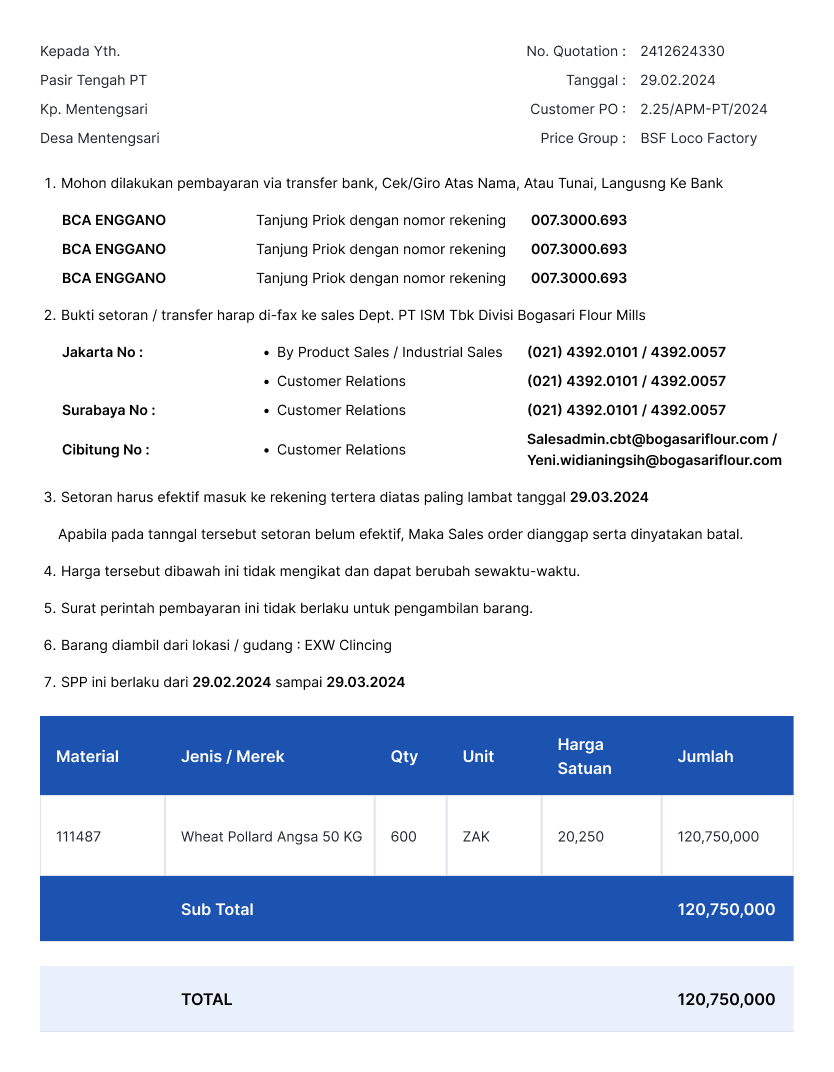 Kepada Yth. No. Quotation : 2412624330
Pasir Tengah PT Tanggal : 29.02.2024
Kp. Mentengsari Customer PO : 2.25/APM-PT/2024
Desa Mentengsari Price Group : BSF Loco Factory
1. Mohon dilakukan pembayaran via transfer bank, Cek/Giro Atas Nama, Atau Tunai, Langusng Ke Bank
BCA ENGGANO Tanjung Priok dengan nomor rekening 007.3000.693
BCA ENGGANO Tanjung Priok dengan nomor rekening 007.3000.693
BCA ENGGANO Tanjung Priok dengan nomor rekening 007.3000.693
2. Bukti setoran / transfer harap di-fax ke sales Dept. PT ISM Tbk Divisi Bogasari Flour Mills
Jakarta No : • By Product Sales / Industrial Sales (021) 4392.0101 / 4392.0057
• Customer Relations (021) 4392.0101 / 4392.0057
Surabaya No : • Customer Relations (021) 4392.0101 / 4392.0057
Cibitung No : • Customer Relations Salesadmin.cbt@bogasariflour.com /
Yeni.widianingsih@bogasariflour.com
3. Setoran harus efektif masuk ke rekening tertera diatas paling lambat tanggal 29.03.2024
Apabila pada tanngal tersebut setoran belum efektif, Maka Sales order dianggap serta dinyatakan batal.
4. Harga tersebut dibawah ini tidak mengikat dan dapat berubah sewaktu-waktu.
5. Surat perintah pembayaran ini tidak berlaku untuk pengambilan barang.
6. Barang diambil dari lokasi / gudang : EXW Clincing
7. SPP ini berlaku dari 29.02.2024 sampai 29.03.2024
Material Jenis / Merek Qty Unit Harga Satuan Jumlah
111487 Wheat Pollard Angsa 50 KG 600 ZAK 20,250 120,750,000
Sub Total 120,750,000
TOTAL 120,750,000